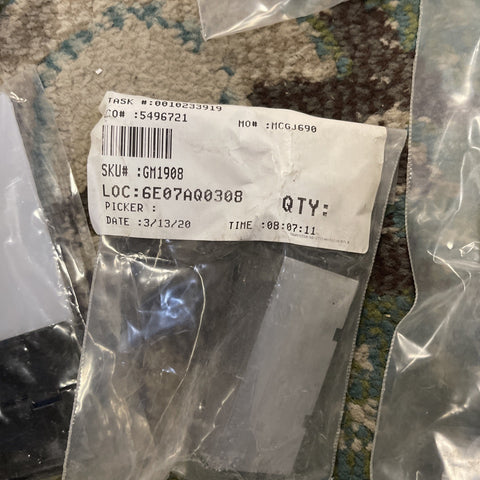 TASK #:0010233919
CO# :5496721 MO# :MCGJ690
SKU# :GM1908
LOC:6E07AQ0308 QTY:
PICKER :
DATE :3/13/20 TIME :08:07:11